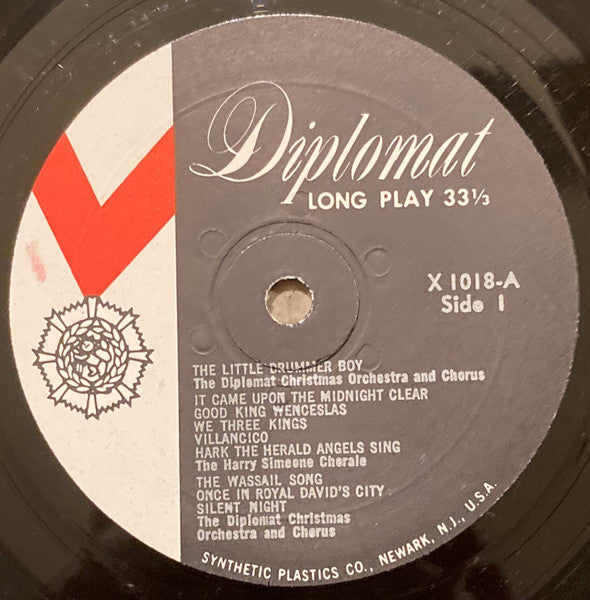 Diplomat
LONG PLAY 33⅓
X 1018-A
Side 1
THE LITTLE DRUMMER BOY
The Diplomat Christmas Orchestra and Chorus
IT CAME UPON THE MIDNIGHT CLEAR
GOOD KING WENCESLAS
WE THREE KINGS
VILLANCICO
HARK THE HERALD ANGELS SING
The Harry Simeone Chorale
THE WASSAIL SONG
ONCE IN ROYAL DAVID'S CITY
SILENT NIGHT
The Diplomat Christmas
Orchestra and Chorus
SYNTHETIC PLASTICS CO., NEWARK, N.J., U.S.A.